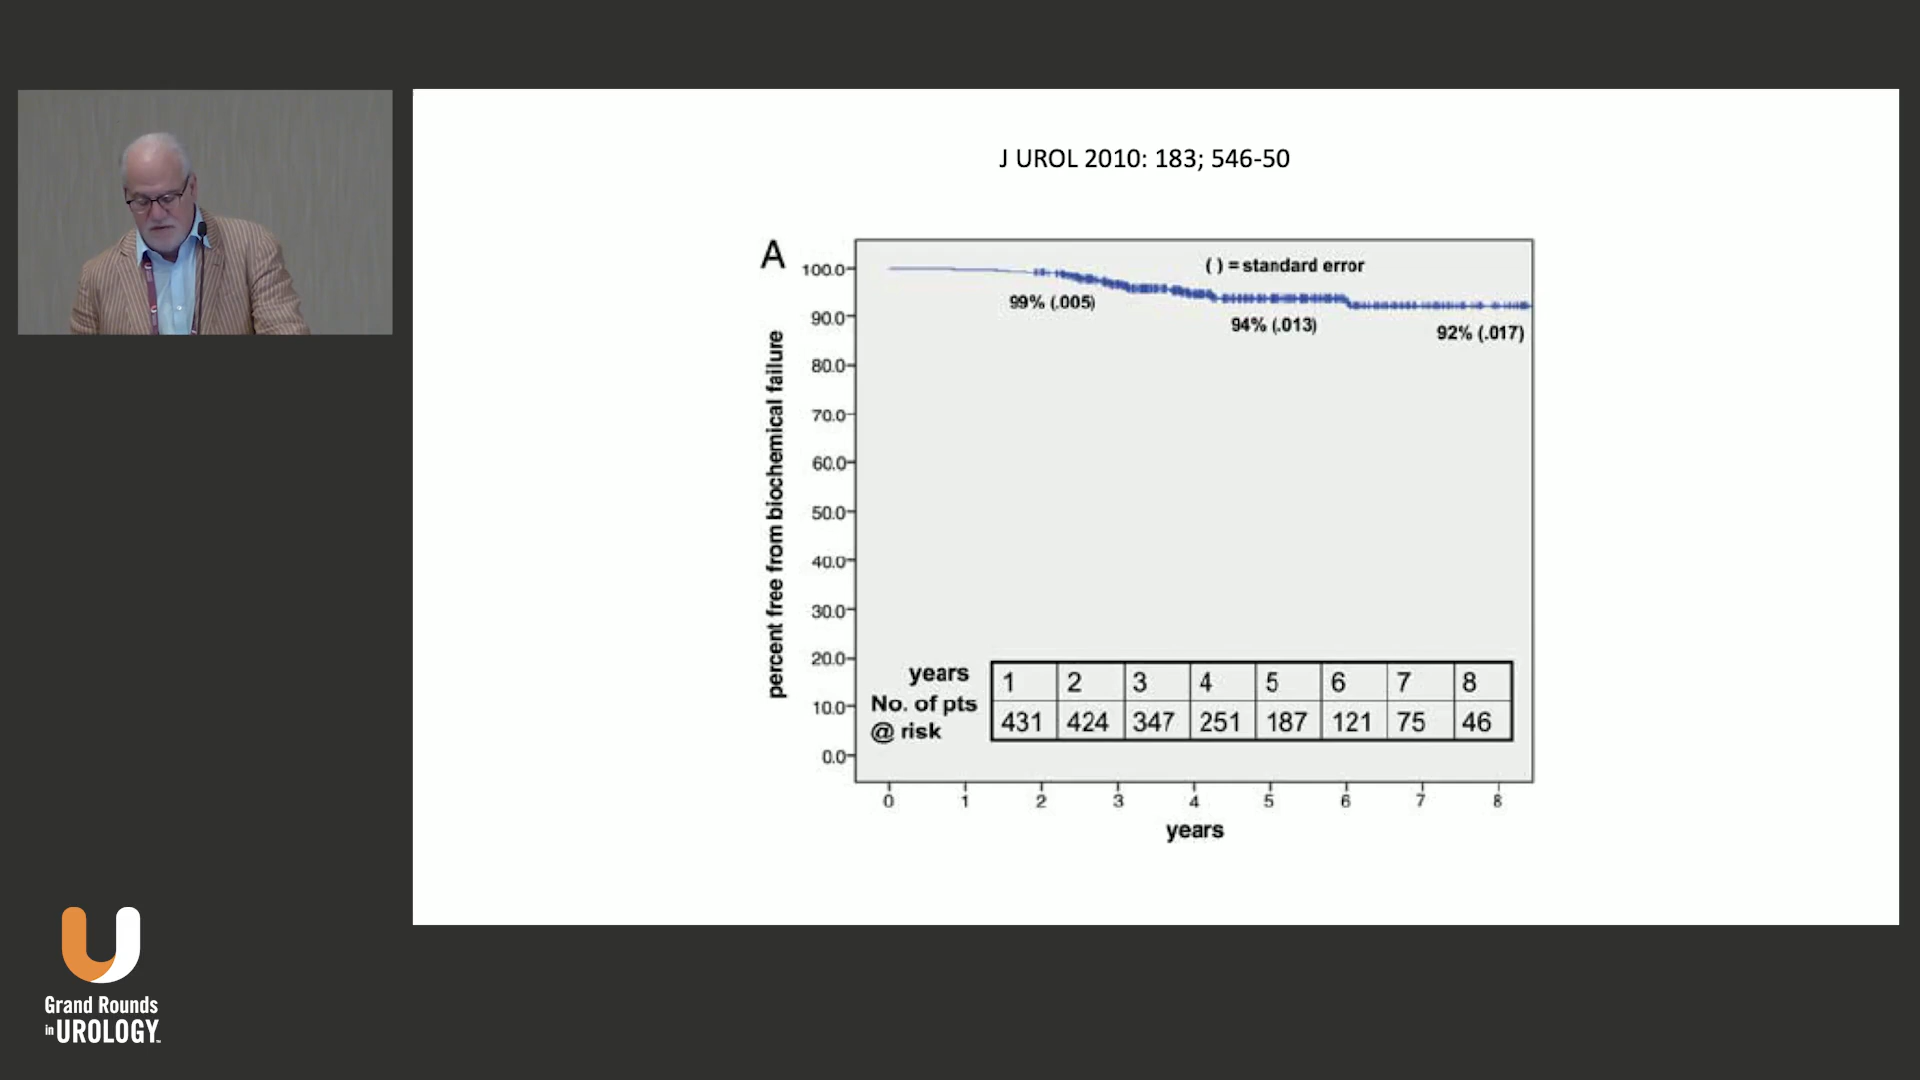 J UROL 2010: 183; 546-50
A
( ) = standard error
100.0
90.0
80.0
70.0
60.0
50.0
40.0
30.0
20.0
10.0
0.0
percent free from biochemical failure
99% (.005)
94% (.013)
92% (.017)
years 1 2 3 4 5 6 7 8
No. of pts
@ risk 431 424 347 251 187 121 75 46
0 1 2 3 4 5 6 7 8
years
Grand Rounds
in UROLOGY™